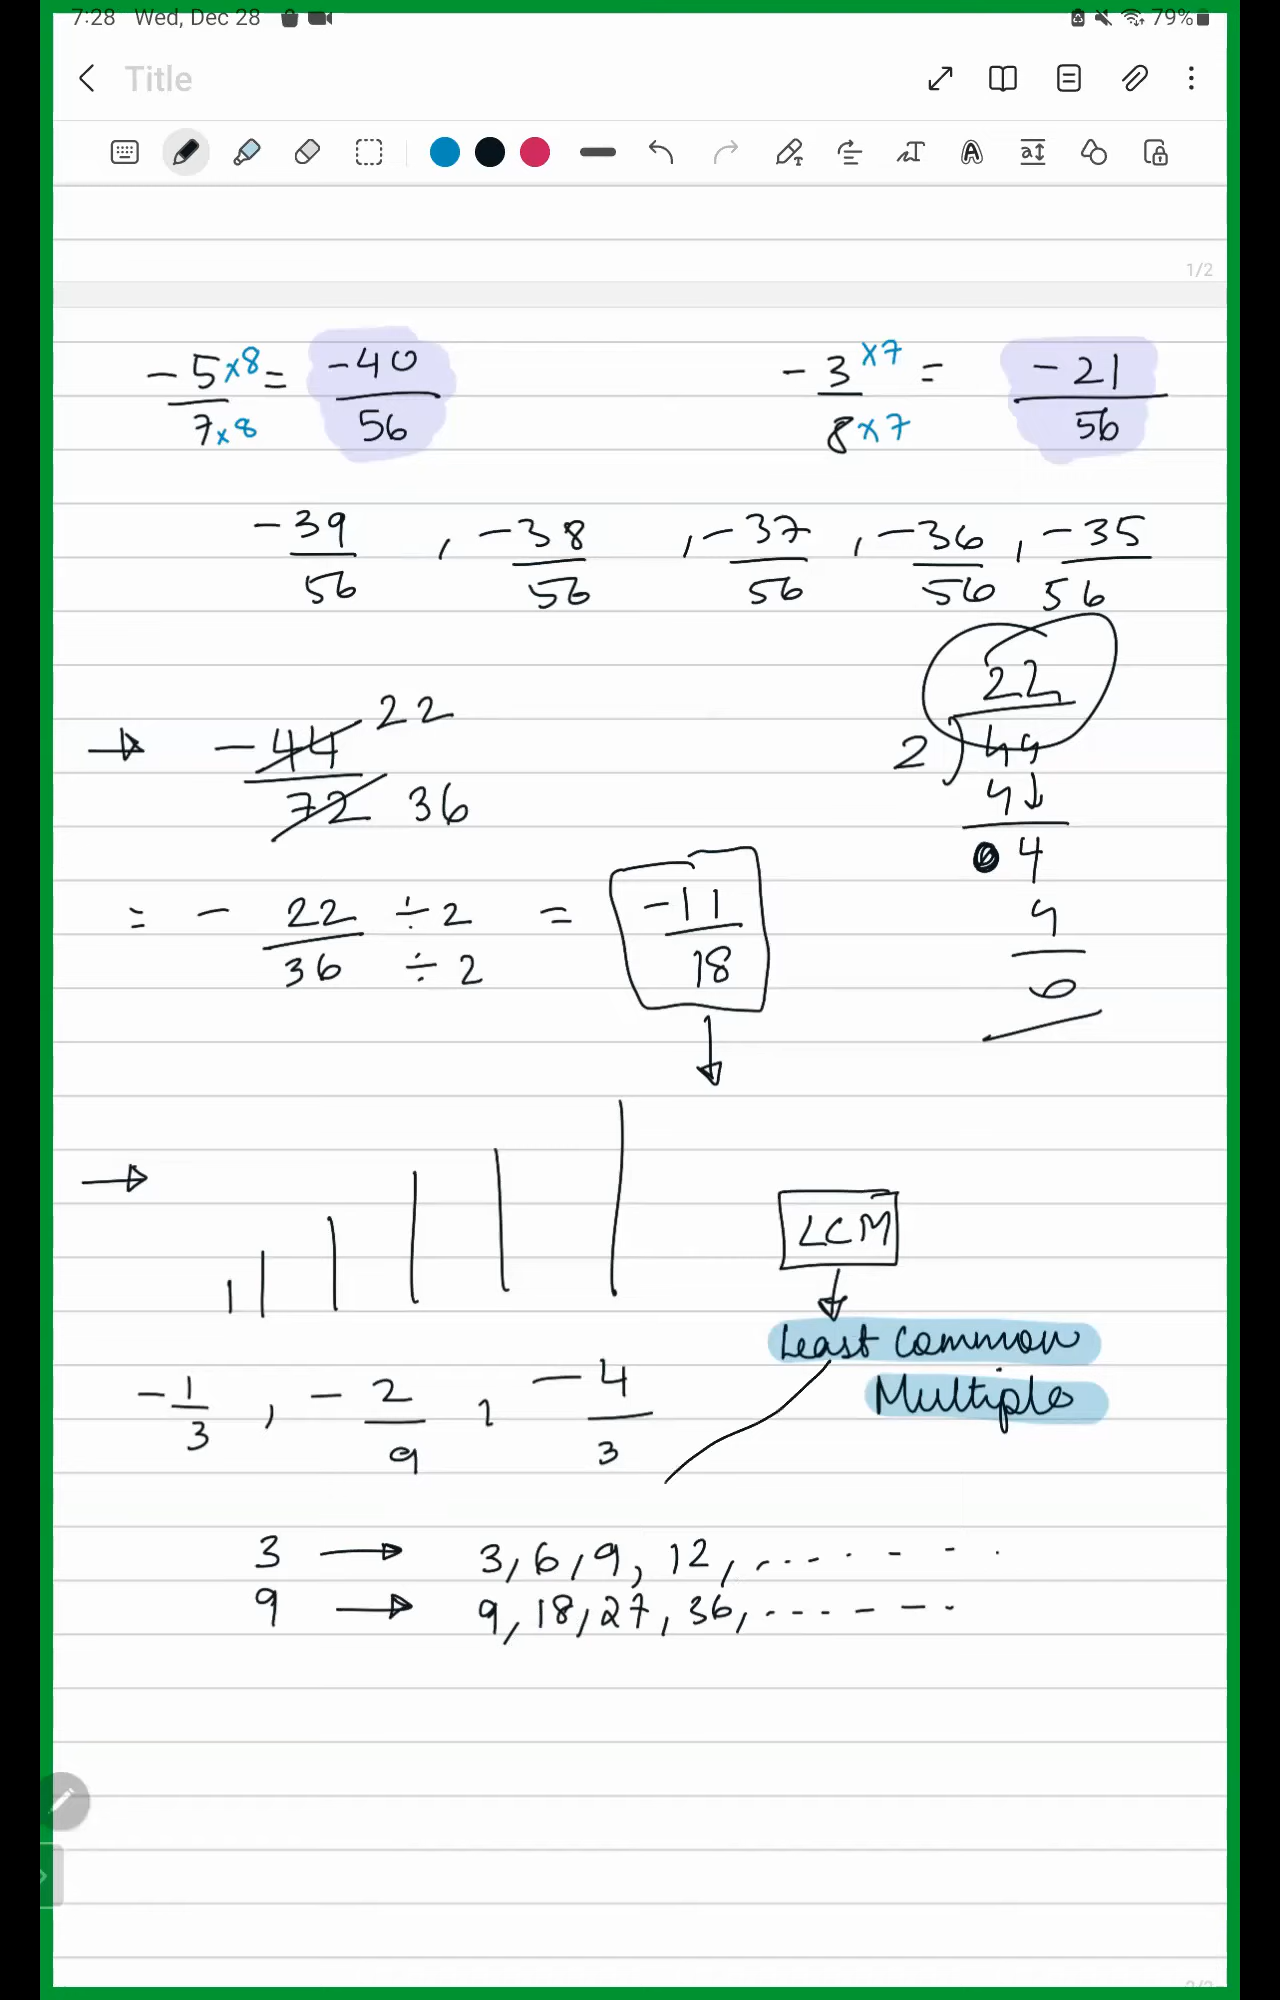 7:28 Wed, Dec 28 79%
Title
1/2
-5×8/7×8 = -40/56   -3×7/8×7 = -21/56
-39/56 , -38/56 , -37/56 , -36/56 , -35/56
→ -44/72 22/36
22
2)44
4↓
0 4
4
0
= - 22÷2/36÷2 = -11/18
→
LCM
Least Common
Multiple
-1/3 , -2/9 , -4/3
3 → 3, 6, 9, 12, ........
9 → 9, 18, 27, 36, -------